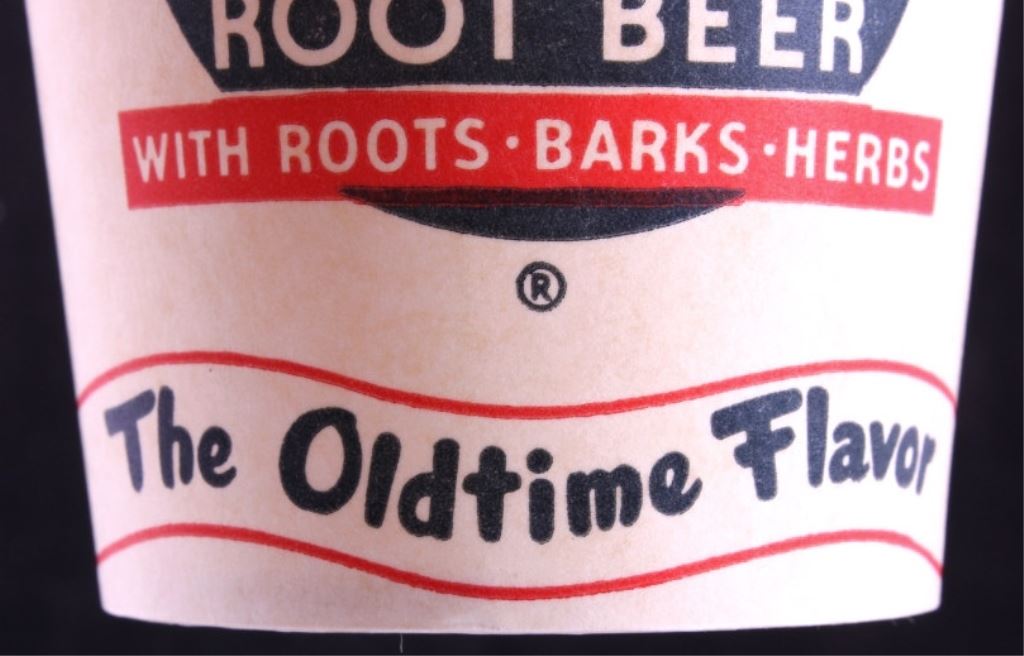 ROOT BEER
WITH ROOTS · BARKS · HERBS
®
The Oldtime Flavor